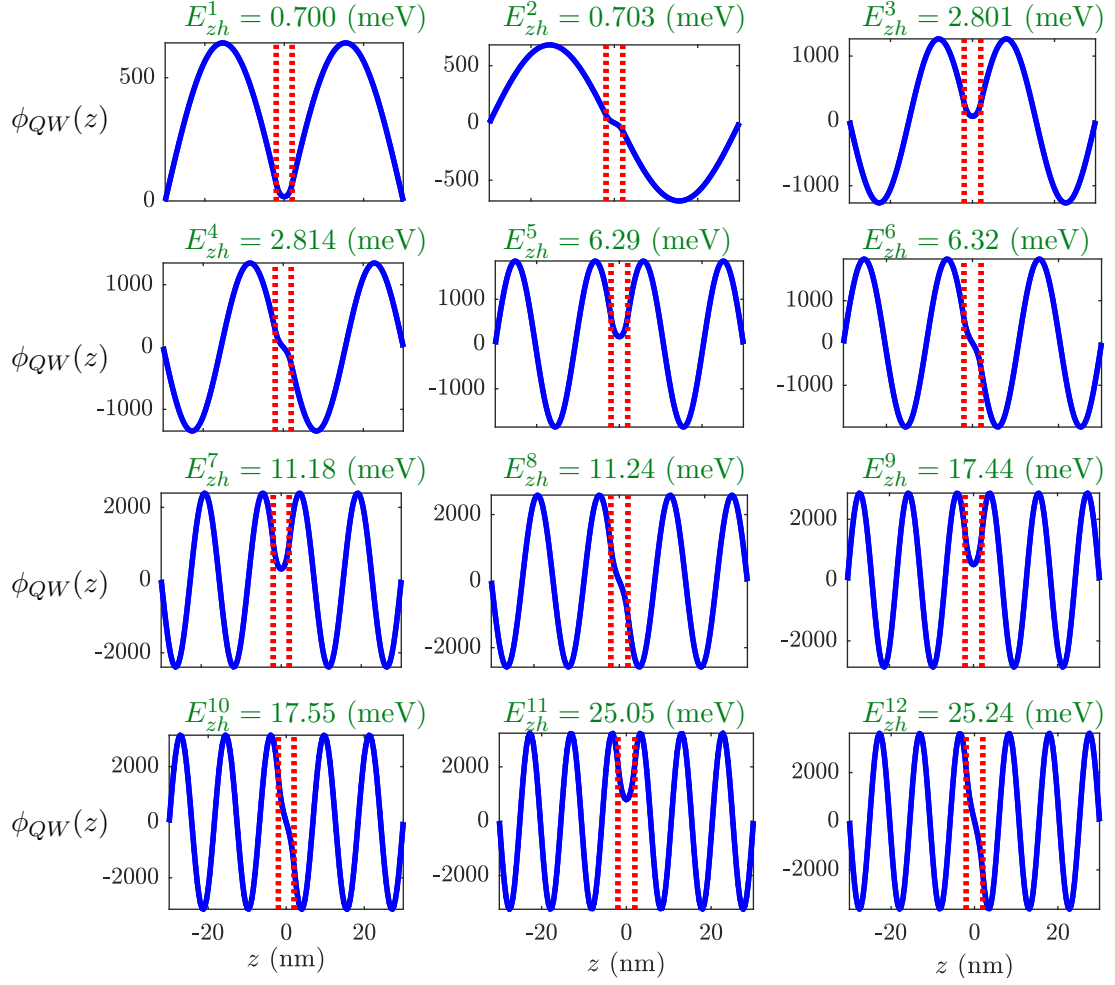 E_{zh}^{1} = 0.700 (meV) E_{zh}^{2} = 0.703 (meV) E_{zh}^{3} = 2.801 (meV)
500 500 1000
ϕ_{QW}(z) 0 0
0 -500 -1000
E_{zh}^{4} = 2.814 (meV) E_{zh}^{5} = 6.29 (meV) E_{zh}^{6} = 6.32 (meV)
1000 1000 1000
ϕ_{QW}(z) 0 0 0
-1000 -1000 -1000
E_{zh}^{7} = 11.18 (meV) E_{zh}^{8} = 11.24 (meV) E_{zh}^{9} = 17.44 (meV)
2000 2000 2000
ϕ_{QW}(z) 0 0 0
-2000 -2000 -2000
E_{zh}^{10} = 17.55 (meV) E_{zh}^{11} = 25.05 (meV) E_{zh}^{12} = 25.24 (meV)
2000 2000 2000
ϕ_{QW}(z) 0 0 0
-2000 -2000 -2000
-20 0 20 -20 0 20 -20 0 20
z (nm) z (nm) z (nm)